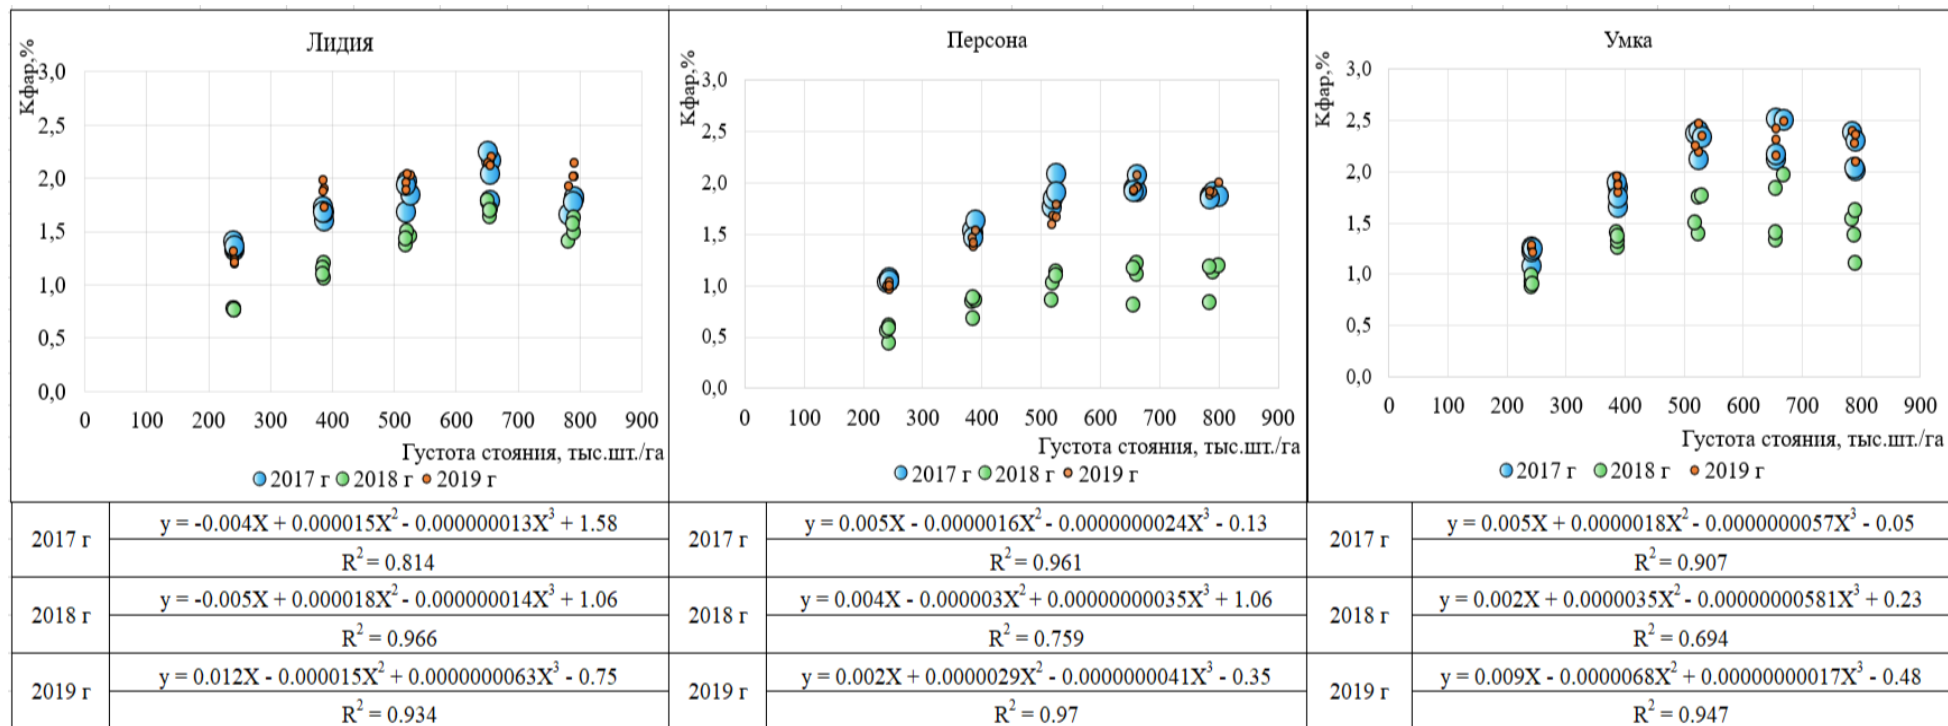 Лидия
Кфар,%
3,0
2,5
2,0
1,5
1,0
0,5
0,0
0 100 200 300 400 500 600 700 800 900
Густота стояния, тыс.шт./га
2017 г 2018 г 2019 г
Персона
Кфар,%
3,0
2,5
2,0
1,5
1,0
0,5
0,0
0 100 200 300 400 500 600 700 800 900
Густота стояния, тыс.шт./га
2017 г 2018 г 2019 г
Умка
Кфар,%
3,0
2,5
2,0
1,5
1,0
0,5
0,0
0 100 200 300 400 500 600 700 800 900
Густота стояния, тыс.шт./га
2017 г 2018 г 2019 г
2017 г
y = -0.004X + 0.000015X² - 0.000000013X³ + 1.58
R² = 0.814
2018 г
y = -0.005X + 0.000018X² - 0.000000014X³ + 1.06
R² = 0.966
2019 г
y = 0.012X - 0.000015X² + 0.0000000063X³ - 0.75
R² = 0.934
2017 г
y = 0.005X - 0.0000016X² - 0.0000000024X³ - 0.13
R² = 0.961
2018 г
y = 0.004X - 0.000003X² + 0.00000000035X³ + 1.06
R² = 0.759
2019 г
y = 0.002X + 0.0000029X² - 0.0000000041X³ - 0.35
R² = 0.97
2017 г
y = 0.005X + 0.0000018X² - 0.0000000057X³ - 0.05
R² = 0.907
2018 г
y = 0.002X + 0.0000035X² - 0.00000000581X³ + 0.23
R² = 0.694
2019 г
y = 0.009X - 0.0000068X² + 0.00000000017X³ - 0.48
R² = 0.947